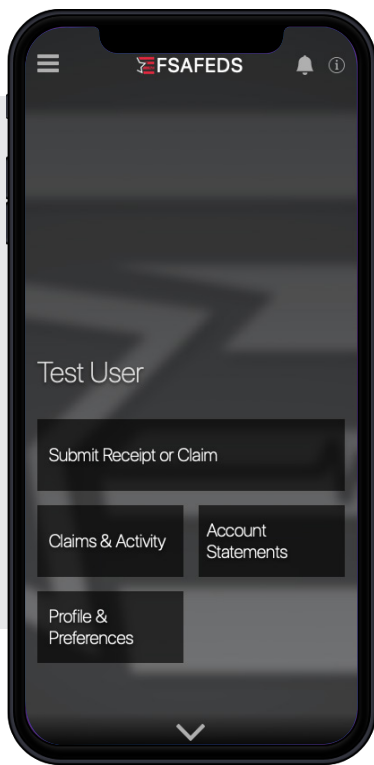 FSAFEDS
Test User
Submit Receipt or Claim
Claims & Activity
Account
Statements
Profile &
Preferences